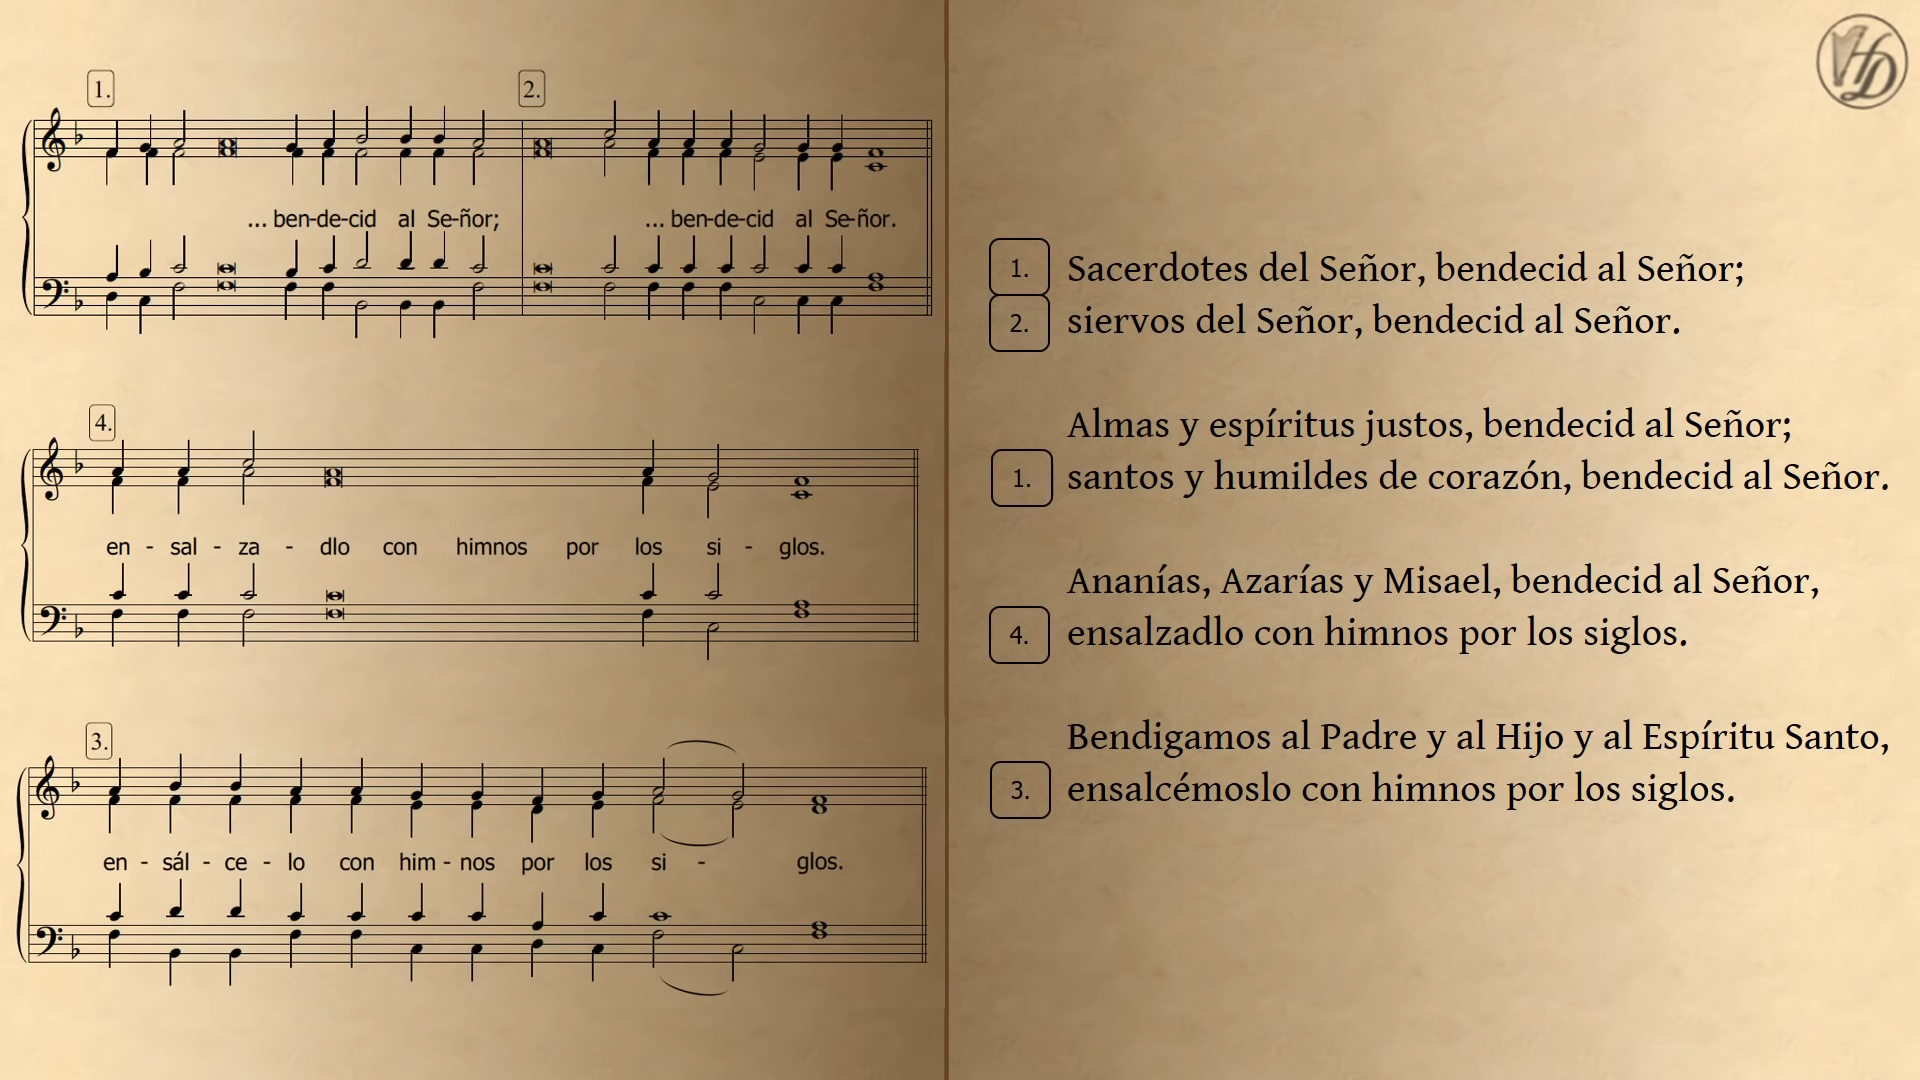 1.
2.
... ben-de-cid al Se-ñor;
... ben-de-cid al Se-ñor.
4.
en - sal - za - dlo con himnos por los si - glos.
3.
en - sál - ce - lo con him - nos por los si - glos.
HD
1. Sacerdotes del Señor, bendecid al Señor;
2. siervos del Señor, bendecid al Señor.
Almas y espíritus justos, bendecid al Señor;
1. santos y humildes de corazón, bendecid al Señor.
Ananías, Azarías y Misael, bendecid al Señor,
4. ensalzadlo con himnos por los siglos.
Bendigamos al Padre y al Hijo y al Espíritu Santo,
3. ensalcémoslo con himnos por los siglos.